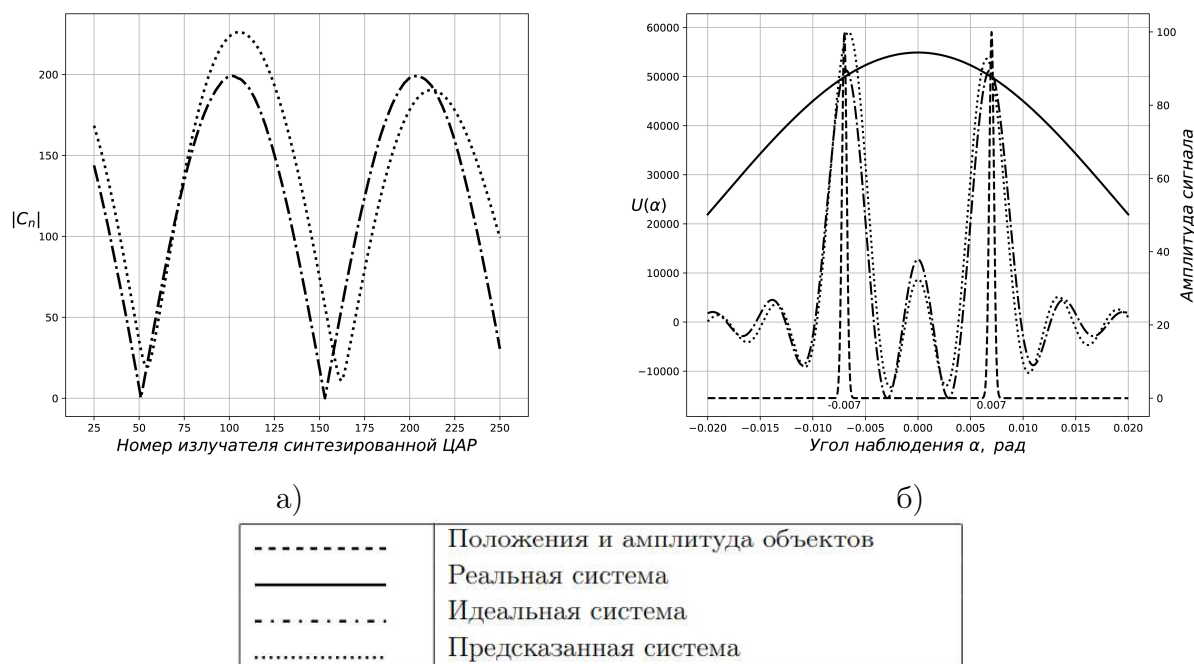 200
150
|Cₙ|
100
50
0
25 50 75 100 125 150 175 200 225 250
Номер излучателя синтезированной ЦАР
а)
60000
50000
40000
30000
U(α)
20000
10000
0
−10000
100
80
60
40
20
0
Амплитуда сигнала
-0.007 0.007
−0.020 −0.015 −0.010 −0.005 0.000 0.005 0.010 0.015 0.020
Угол наблюдения α, рад
б)
Положения и амплитуда объектов
Реальная система
Идеальная система
Предсказанная система